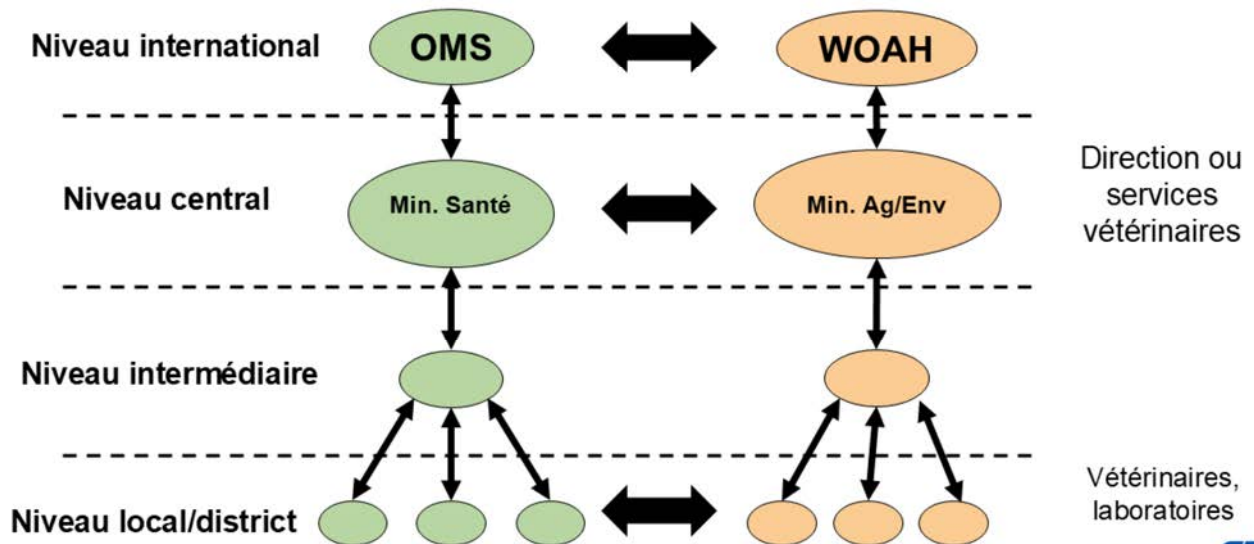 Niveau international
OMS
WOAH
Niveau central
Min. Santé
Min. Ag/Env
Direction ou
services
vétérinaires
Niveau intermédiaire
Niveau local/district
Vétérinaires,
laboratoires